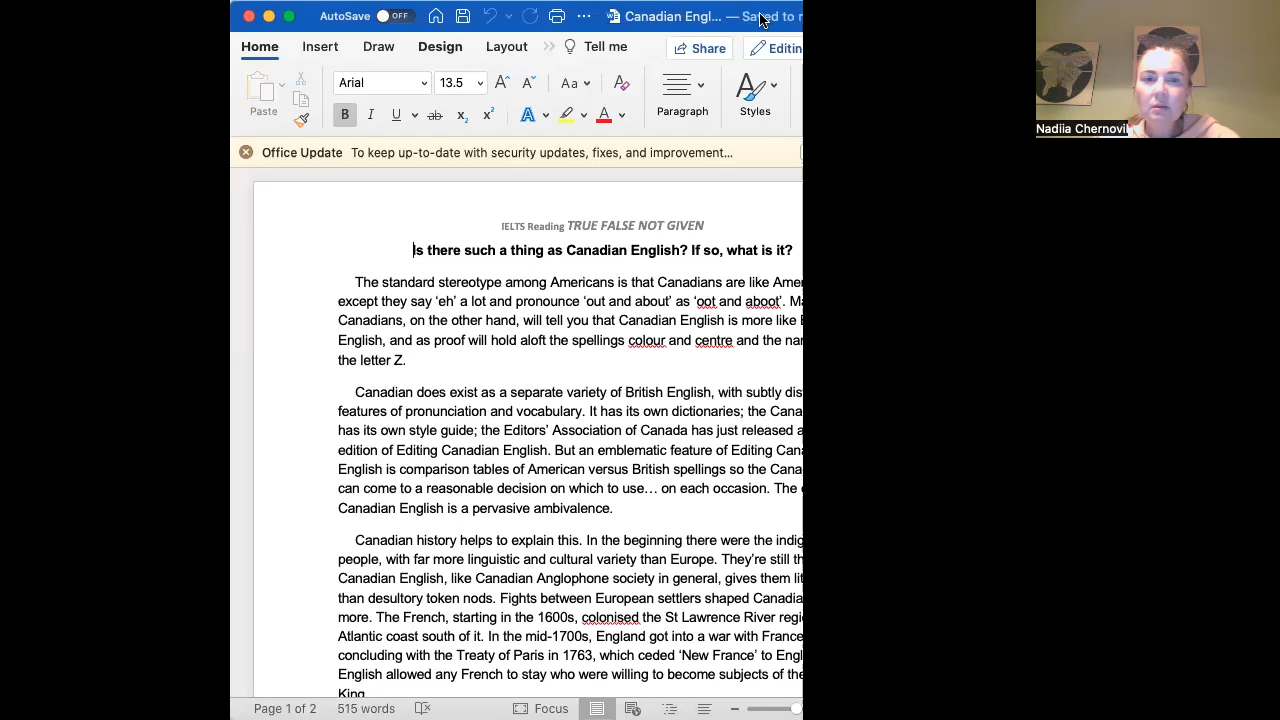 AutoSave OFF Canadian Engl... — Saved to
Home Insert Draw Design Layout Tell me Share Editin
Arial 13.5 Aa
Paste B I U ab x2 x2 A A Paragraph Styles
Office Update To keep up-to-date with security updates, fixes, and improvement...
IELTS Reading TRUE FALSE NOT GIVEN
Is there such a thing as Canadian English? If so, what is it?
The standard stereotype among Americans is that Canadians are like Amer
except they say ‘eh’ a lot and pronounce ‘out and about’ as ‘oot and aboot’. Ma
Canadians, on the other hand, will tell you that Canadian English is more like
English, and as proof will hold aloft the spellings colour and centre and the nar
the letter Z.
Canadian does exist as a separate variety of British English, with subtly dis
features of pronunciation and vocabulary. It has its own dictionaries; the Cana
has its own style guide; the Editors’ Association of Canada has just released a
edition of Editing Canadian English. But an emblematic feature of Editing Cana
English is comparison tables of American versus British spellings so the Cana
can come to a reasonable decision on which to use… on each occasion. The
Canadian English is a pervasive ambivalence.
Canadian history helps to explain this. In the beginning there were the indig
people, with far more linguistic and cultural variety than Europe. They’re still th
Canadian English, like Canadian Anglophone society in general, gives them lit
than desultory token nods. Fights between European settlers shaped Canadia
more. The French, starting in the 1600s, colonised the St Lawrence River regi
Atlantic coast south of it. In the mid-1700s, England got into a war with France
concluding with the Treaty of Paris in 1763, which ceded ‘New France’ to Engl
English allowed any French to stay who were willing to become subjects of the
King.
Page 1 of 2 515 words Focus
Nadiia Chernovil